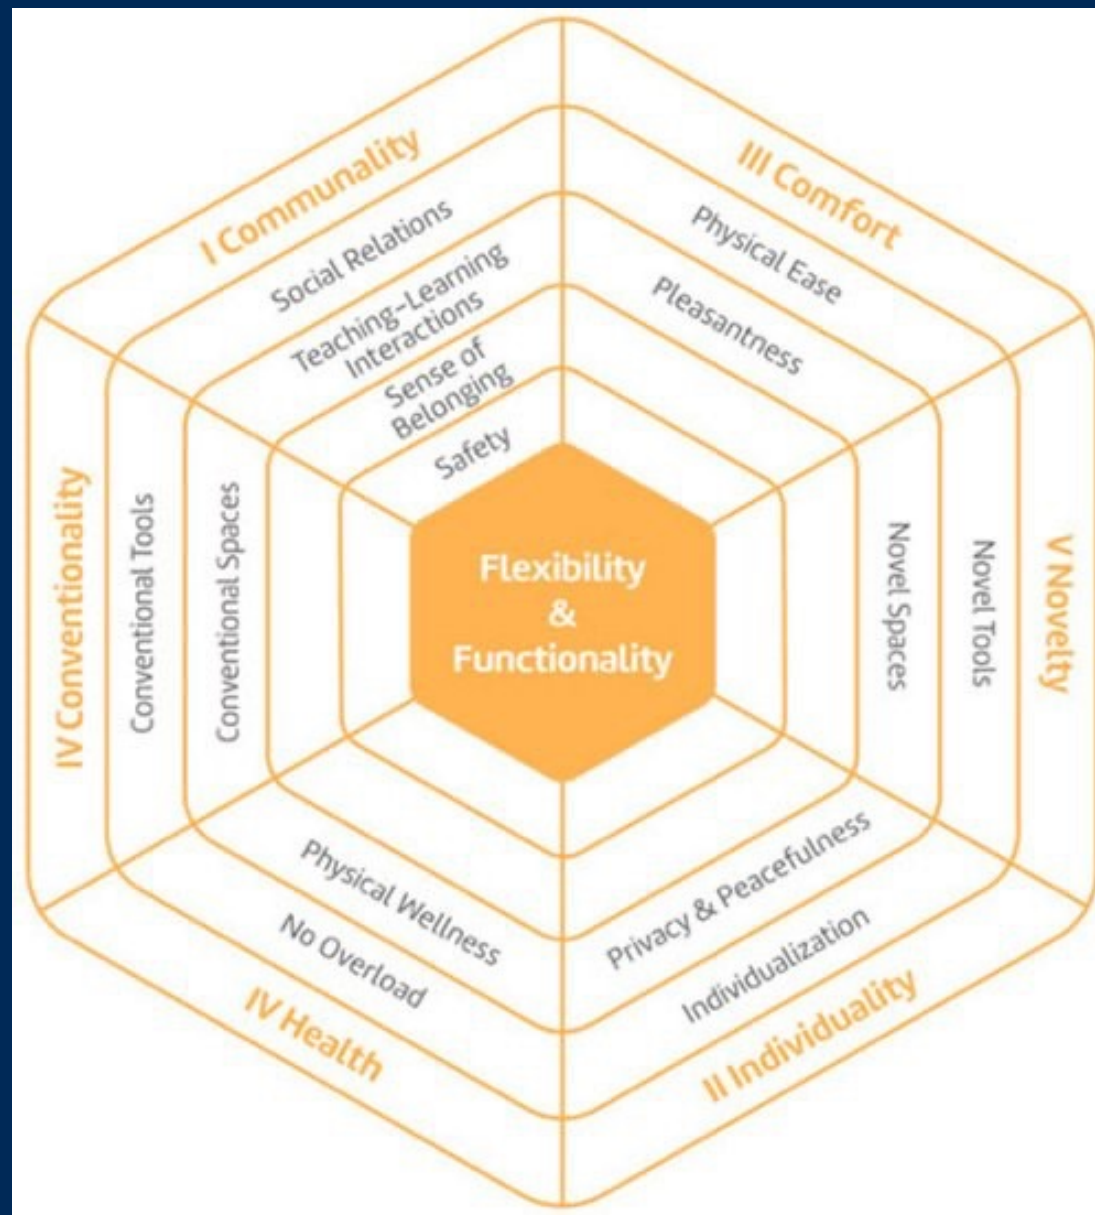 I Communality
Social Relations
Teaching-Learning
Interactions
Sense of
Belonging
Safety
III Comfort
Physical Ease
Pleasantness
V Novelty
Novel Tools
Novel Spaces
II Individuality
Individualization
Privacy & Peacefulness
IV Health
No Overload
Physical Wellness
IV Conventionality
Conventional Tools
Conventional Spaces
Flexibility
&
Functionality